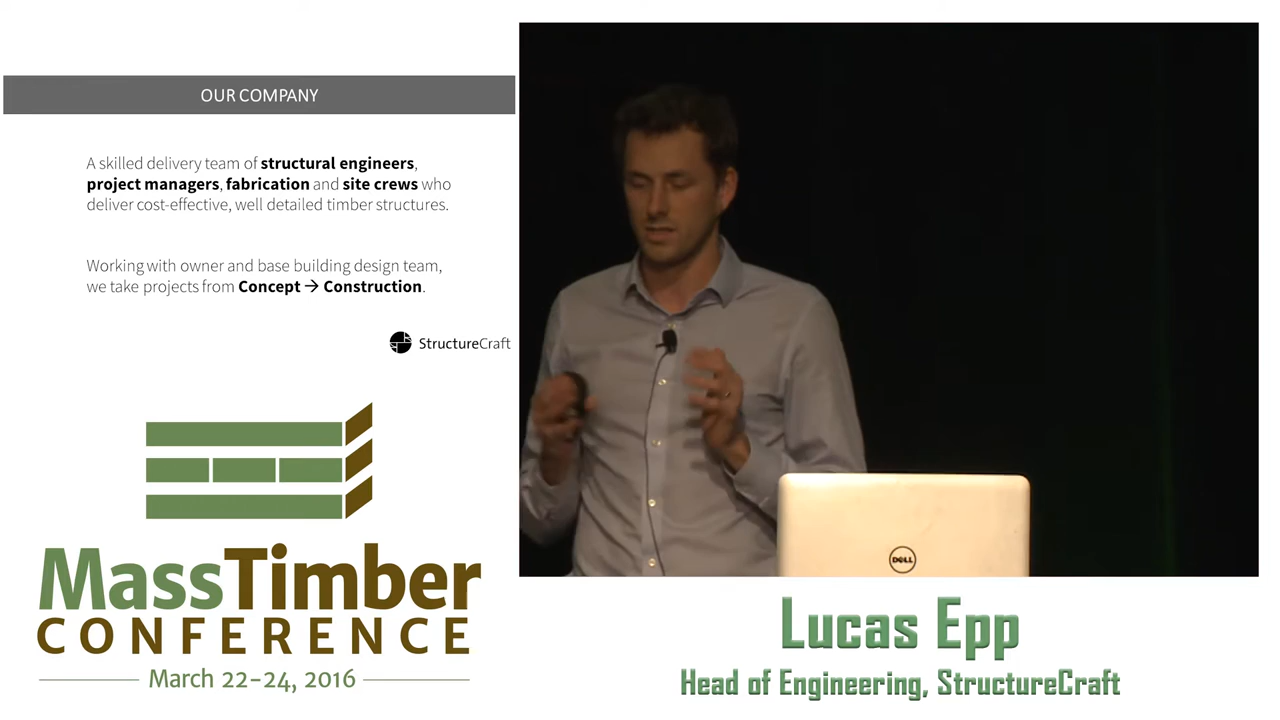 OUR COMPANY
A skilled delivery team of structural engineers,
project managers, fabrication and site crews who
deliver cost-effective, well detailed timber structures.
Working with owner and base building design team,
we take projects from Concept → Construction.
StructureCraft
MassTimber
CONFERENCE
March 22-24, 2016
DELL
Lucas Epp
Head of Engineering, StructureCraft